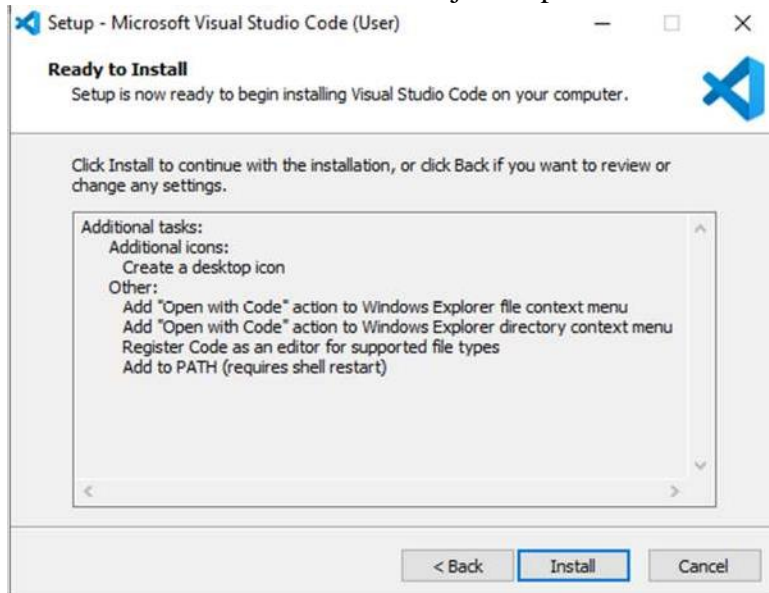 Setup - Microsoft Visual Studio Code (User)
Ready to Install
Setup is now ready to begin installing Visual Studio Code on your computer.
Click Install to continue with the installation, or click Back if you want to review or
change any settings.
Additional tasks:
Additional icons:
Create a desktop icon
Other:
Add "Open with Code" action to Windows Explorer file context menu
Add "Open with Code" action to Windows Explorer directory context menu
Register Code as an editor for supported file types
Add to PATH (requires shell restart)
< Back
Install
Cancel